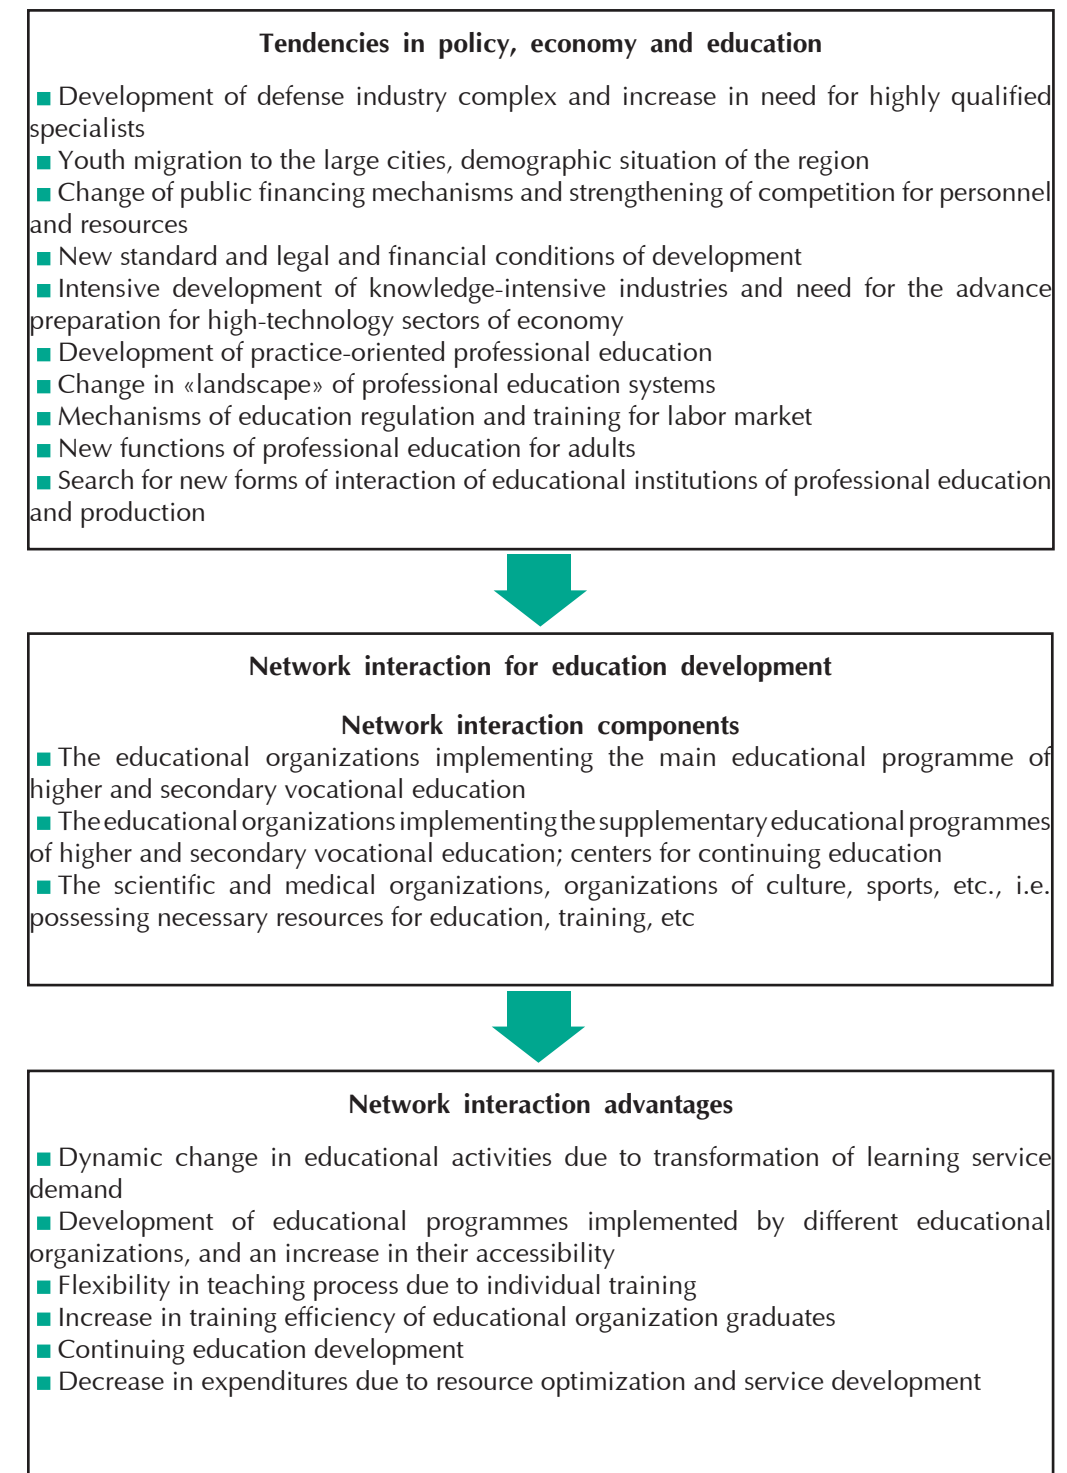 Tendencies in policy, economy and education
■ Development of defense industry complex and increase in need for highly qualified
specialists
■ Youth migration to the large cities, demographic situation of the region
■ Change of public financing mechanisms and strengthening of competition for personnel
and resources
■ New standard and legal and financial conditions of development
■ Intensive development of knowledge-intensive industries and need for the advance
preparation for high-technology sectors of economy
■ Development of practice-oriented professional education
■ Change in «landscape» of professional education systems
■ Mechanisms of education regulation and training for labor market
■ New functions of professional education for adults
■ Search for new forms of interaction of educational institutions of professional education
and production
Network interaction for education development
Network interaction components
■ The educational organizations implementing the main educational programme of
higher and secondary vocational education
■ The educational organizations implementing the supplementary educational programmes
of higher and secondary vocational education; centers for continuing education
■ The scientific and medical organizations, organizations of culture, sports, etc., i.e.
possessing necessary resources for education, training, etc
Network interaction advantages
■ Dynamic change in educational activities due to transformation of learning service
demand
■ Development of educational programmes implemented by different educational
organizations, and an increase in their accessibility
■ Flexibility in teaching process due to individual training
■ Increase in training efficiency of educational organization graduates
■ Continuing education development
■ Decrease in expenditures due to resource optimization and service development